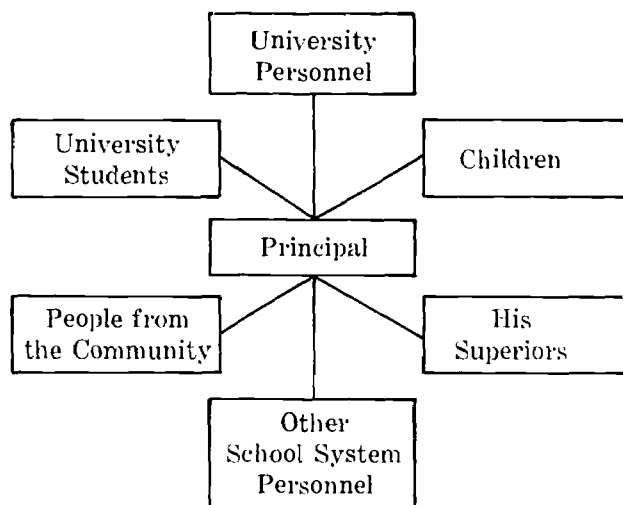 University
Personnel
University
Students
Children
Principal
People from
the Community
His
Superiors
Other
School System
Personnel